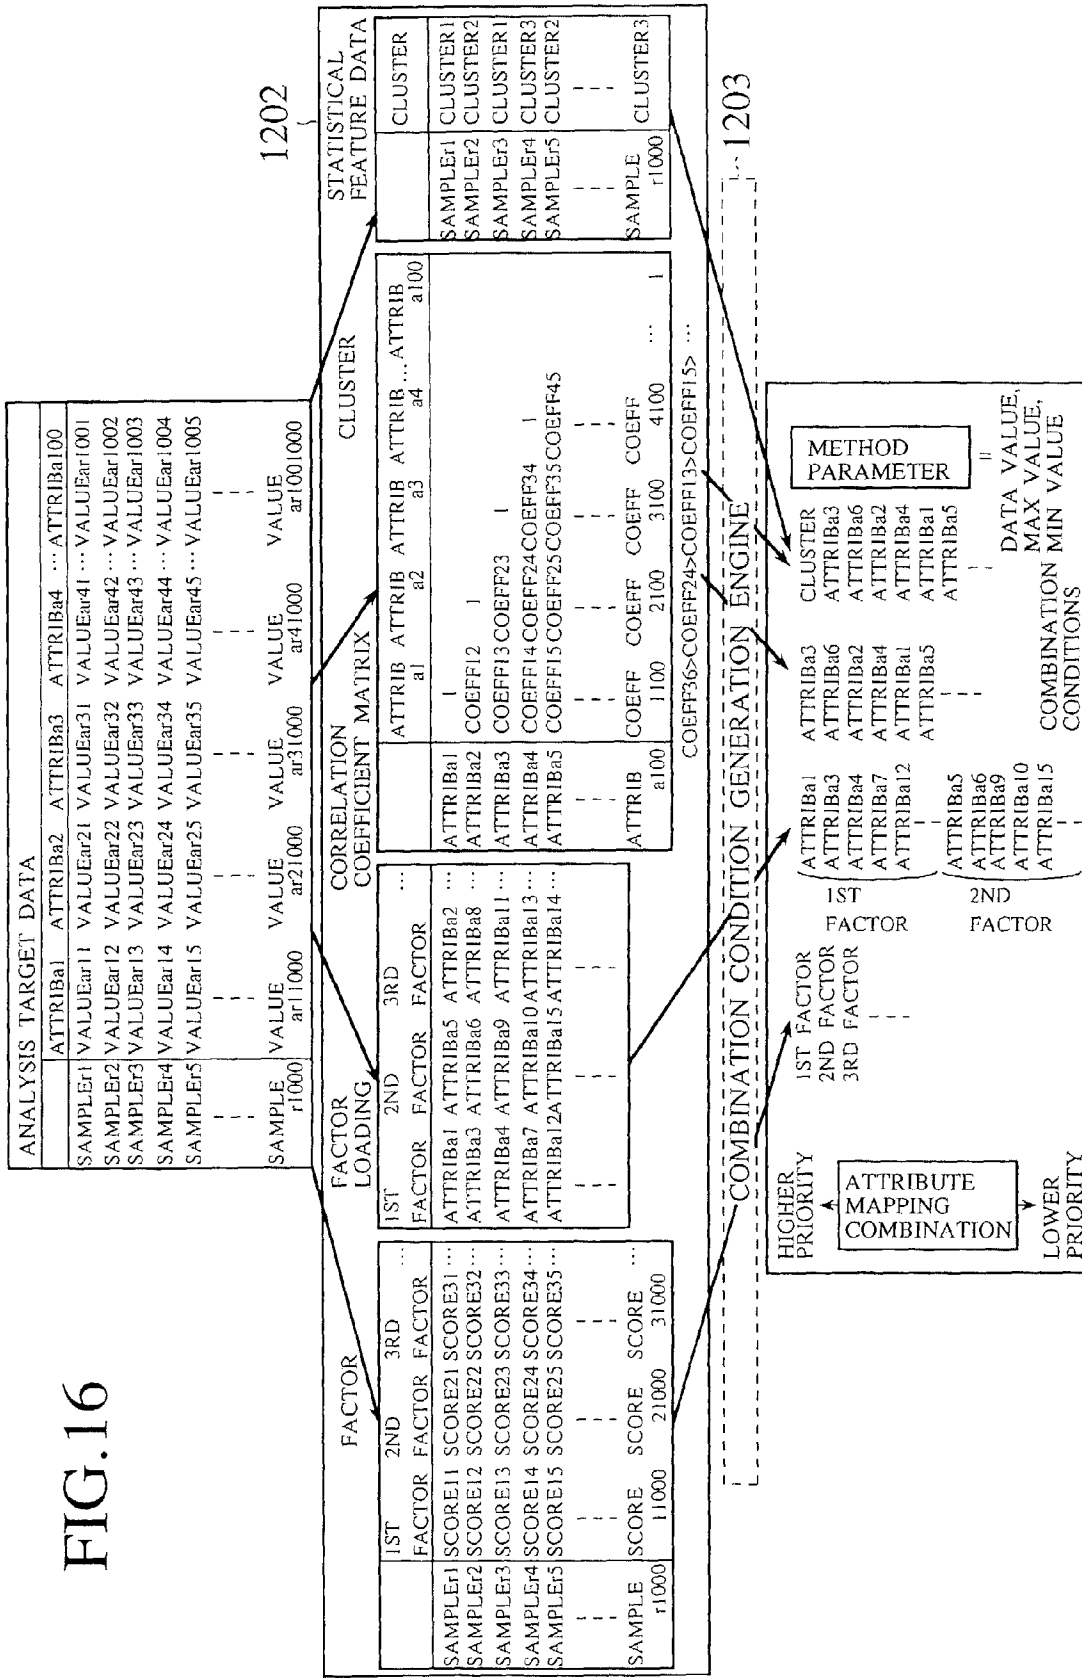 FIG.16
ANALYSIS TARGET DATA
ATTRIBa1 ATTRIBa2 ATTRIBa3 ATTRIBa4 ... ATTRIBa100
SAMPLEr1 VALUEar11 VALUEar21 VALUEar31 VALUEar41 ... VALUEar1001
SAMPLEr2 VALUEar12 VALUEar22 VALUEar32 VALUEar42 ... VALUEar1002
SAMPLEr3 VALUEar13 VALUEar23 VALUEar33 VALUEar43 ... VALUEar1003
SAMPLEr4 VALUEar14 VALUEar24 VALUEar34 VALUEar44 ... VALUEar1004
SAMPLEr5 VALUEar15 VALUEar25 VALUEar35 VALUEar45 ... VALUEar1005
--- --- --- --- --- ---
SAMPLE VALUE VALUE VALUE VALUE VALUE
r1000 ar11000 ar21000 ar31000 ar41000 ar1001000
1202
STATISTICAL
FEATURE DATA
FACTOR
1ST 2ND 3RD
FACTOR FACTOR FACTOR ...
SAMPLEr1 SCORE11 SCORE21 SCORE31 ...
SAMPLEr2 SCORE12 SCORE22 SCORE32 ...
SAMPLEr3 SCORE13 SCORE23 SCORE33 ...
SAMPLEr4 SCORE14 SCORE24 SCORE34 ...
SAMPLEr5 SCORE15 SCORE25 SCORE35 ...
--- --- --- ---
SAMPLE SCORE SCORE SCORE ...
r1000 11000 21000 31000
FACTOR
LOADING
1ST 2ND 3RD ...
FACTOR FACTOR FACTOR
ATTRIBa1 ATTRIBa5 ATTRIBa2 ...
ATTRIBa3 ATTRIBa6 ATTRIBa8 ...
ATTRIBa4 ATTRIBa9 ATTRIBa11 ...
ATTRIBa7 ATTRIBa10 ATTRIBa13 ...
ATTRIBa12 ATTRIBa15 ATTRIBa14 ...
--- --- ---
CORRELATION
COEFFICIENT MATRIX
ATTRIB ATTRIB ATTRIB ATTRIB ... ATTRIB
a1 a2 a3 a4 a100
ATTRIBa1 1
ATTRIBa2 COEFF12 1
ATTRIBa3 COEFF13 COEFF23 1
ATTRIBa4 COEFF14 COEFF24 COEFF34 1
ATTRIBa5 COEFF15 COEFF25 COEFF35 COEFF45
--- --- --- --- ---
ATTRIB COEFF COEFF COEFF COEFF ... 1
a100 1100 2100 3100 4100
COEFF36>COEFF24>COEFF13>COEFF15> ...
CLUSTER
CLUSTER
SAMPLEr1 CLUSTER1
SAMPLEr2 CLUSTER2
SAMPLEr3 CLUSTER1
SAMPLEr4 CLUSTER3
SAMPLEr5 CLUSTER2
--- ---
SAMPLE CLUSTER3
r1000
COMBINATION CONDITION GENERATION ENGINE
1203
HIGHER
PRIORITY
ATTRIBUTE
MAPPING
COMBINATION
LOWER
PRIORITY
1ST FACTOR
2ND FACTOR
3RD FACTOR
---
1ST
FACTOR
ATTRIBa1
ATTRIBa3
ATTRIBa4
ATTRIBa7
ATTRIBa12
---
2ND
FACTOR
ATTRIBa5
ATTRIBa6
ATTRIBa9
ATTRIBa10
ATTRIBa15
---
ATTRIBa3
ATTRIBa6
ATTRIBa2
ATTRIBa4
ATTRIBa1
ATTRIBa5
---
CLUSTER
ATTRIBa3
ATTRIBa6
ATTRIBa2
ATTRIBa4
ATTRIBa1
ATTRIBa5
---
METHOD
PARAMETER
=
DATA VALUE,
MAX VALUE,
MIN VALUE
COMBINATION
CONDITIONS